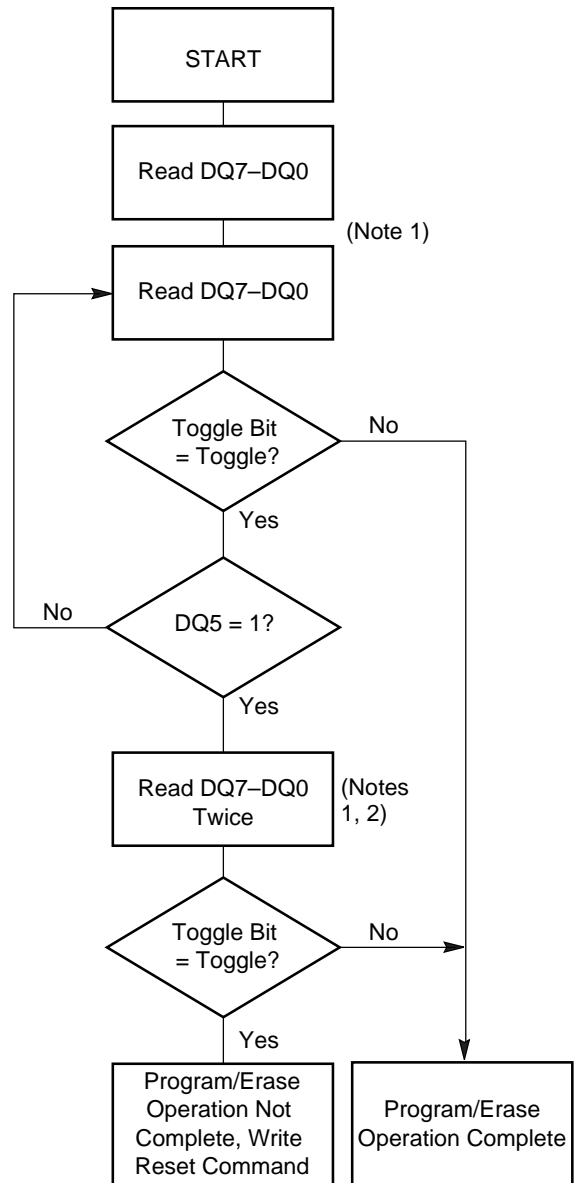 START
Read DQ7–DQ0
(Note 1)
Read DQ7–DQ0
Toggle Bit
= Toggle?
No
Yes
No
DQ5 = 1?
Yes
Read DQ7–DQ0
Twice
(Notes
1, 2)
Toggle Bit
= Toggle?
No
Yes
Program/Erase
Operation Not
Complete, Write
Reset Command
Program/Erase
Operation Complete